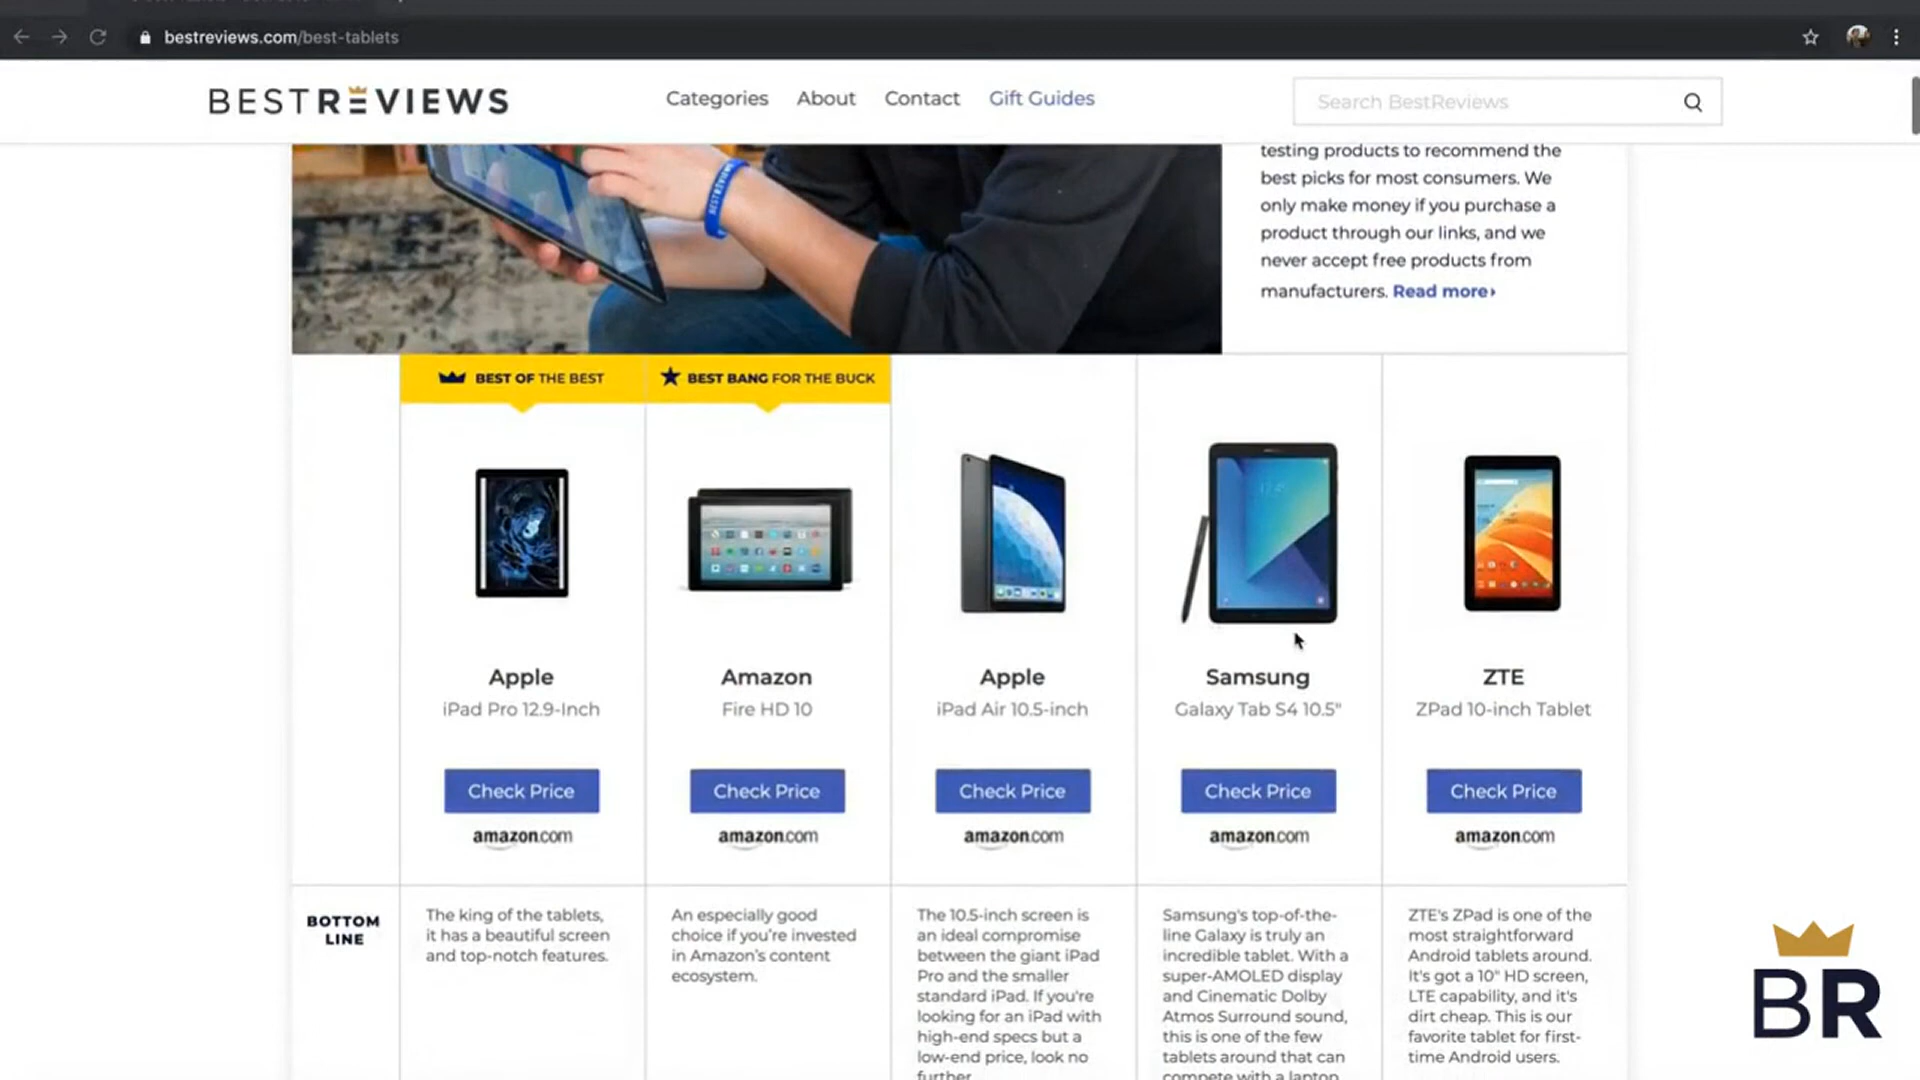 bestreviews.com/best-tablets
BESTREVIEWS
Categories About Contact Gift Guides
Search BestReviews
testing products to recommend the
best picks for most consumers. We
only make money if you purchase a
product through our links, and we
never accept free products from
manufacturers. Read more
BEST OF THE BEST
BEST BANG FOR THE BUCK
Apple
iPad Pro 12.9-Inch
Check Price
amazon.com
Amazon
Fire HD 10
Check Price
amazon.com
Apple
iPad Air 10.5-inch
Check Price
amazon.com
Samsung
Galaxy Tab S4 10.5"
Check Price
amazon.com
ZTE
ZPad 10-inch Tablet
Check Price
amazon.com
BOTTOM
LINE
The king of the tablets,
it has a beautiful screen
and top-notch features.
An especially good
choice if you're invested
in Amazon's content
ecosystem.
The 10.5-inch screen is
an ideal compromise
between the giant iPad
Pro and the smaller
standard iPad. If you're
looking for an iPad with
high-end specs but a
low-end price, look no
further.
Samsung's top-of-the-
line Galaxy is truly an
incredible tablet. With a
super-AMOLED display
and Cinematic Dolby
Atmos Surround sound,
this is one of the few
tablets around that can
compete with a laptop
ZTE's ZPad is one of the
most straightforward
Android tablets around.
It's got a 10" HD screen,
LTE capability, and it's
dirt cheap. This is our
favorite tablet for first-
time Android users.
BR